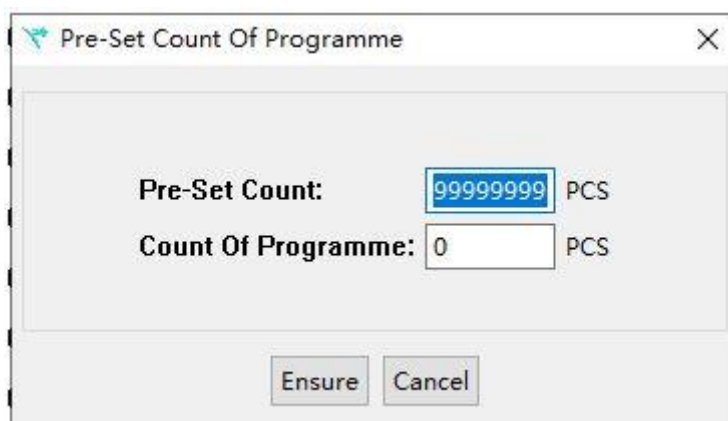 Pre-Set Count Of Programme
Pre-Set Count: 99999999 PCS
Count Of Programme: 0 PCS
Ensure Cancel